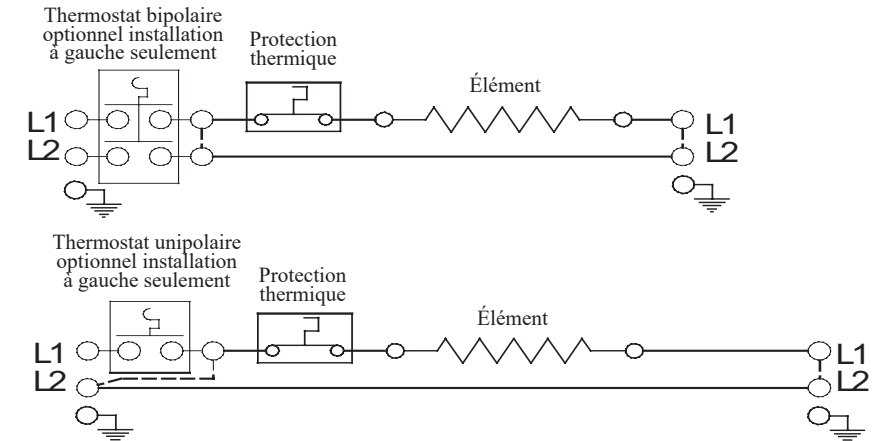 Thermostat bipolaire
optionnel installation
à gauche seulement
Protection
thermique
Élément
L1
L2
L1
L2
Thermostat unipolaire
optionnel installation
à gauche seulement
Protection
thermique
Élément
L1
L2
L1
L2